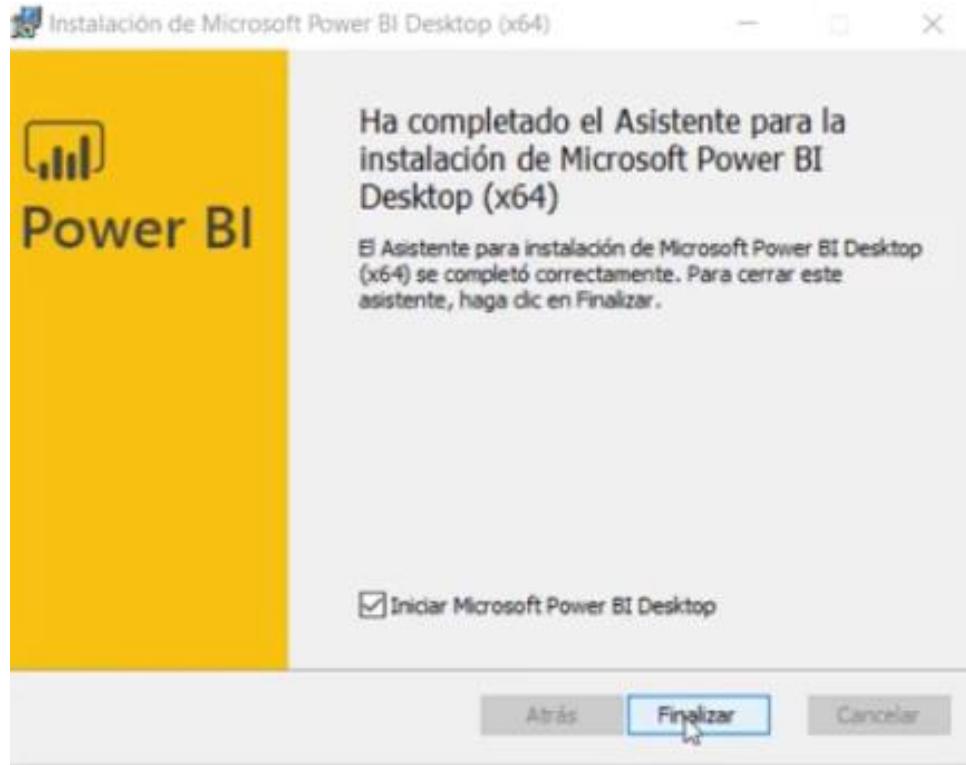 Instalación de Microsoft Power BI Desktop (x64)
Power BI
Ha completado el Asistente para la
instalación de Microsoft Power BI
Desktop (x64)
El Asistente para instalación de Microsoft Power BI Desktop
(x64) se completó correctamente. Para cerrar este
asistente, haga clic en Finalizar.
Iniciar Microsoft Power BI Desktop
Atrás
Finalizar
Cancelar